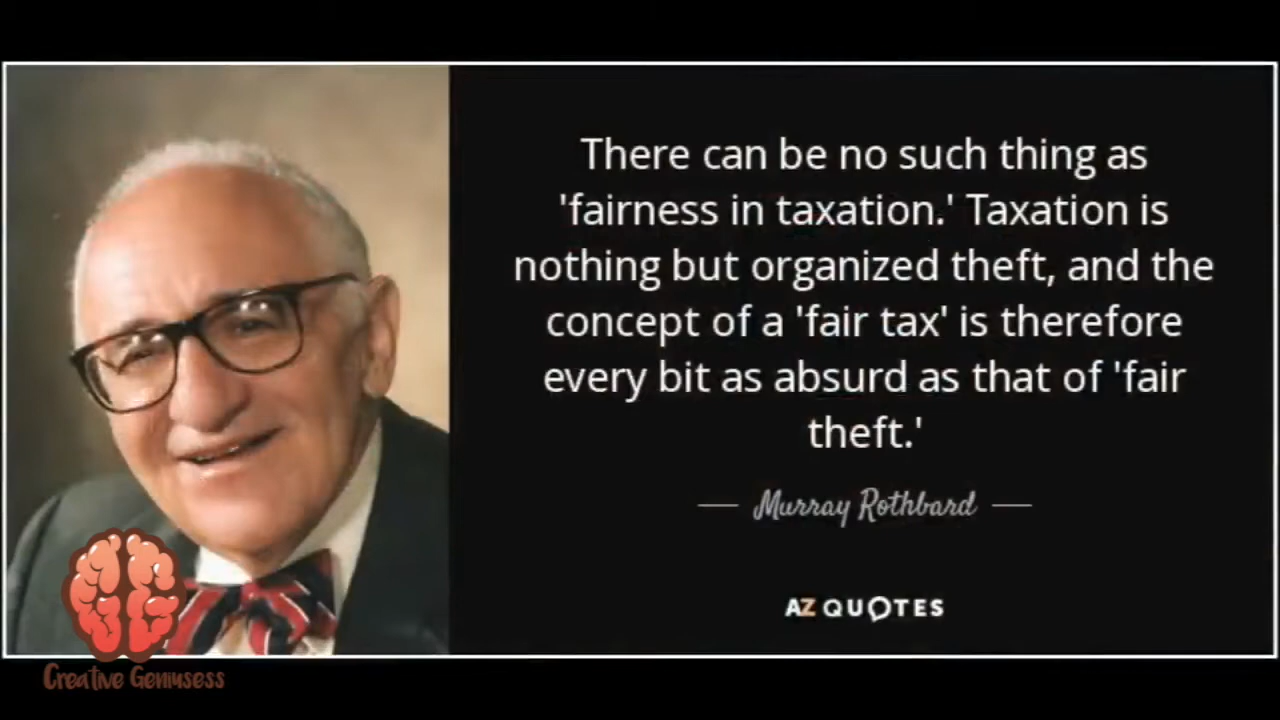 There can be no such thing as
'fairness in taxation.' Taxation is
nothing but organized theft, and the
concept of a 'fair tax' is therefore
every bit as absurd as that of 'fair
theft.'
Murray Rothbard
AZ QUOTES
GG
Creative Geniusess